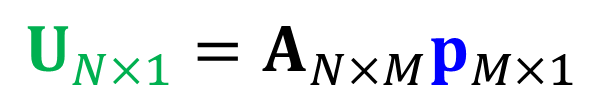 𝐔_{N×1} = 𝐀_{N×M}𝐩_{M×1}